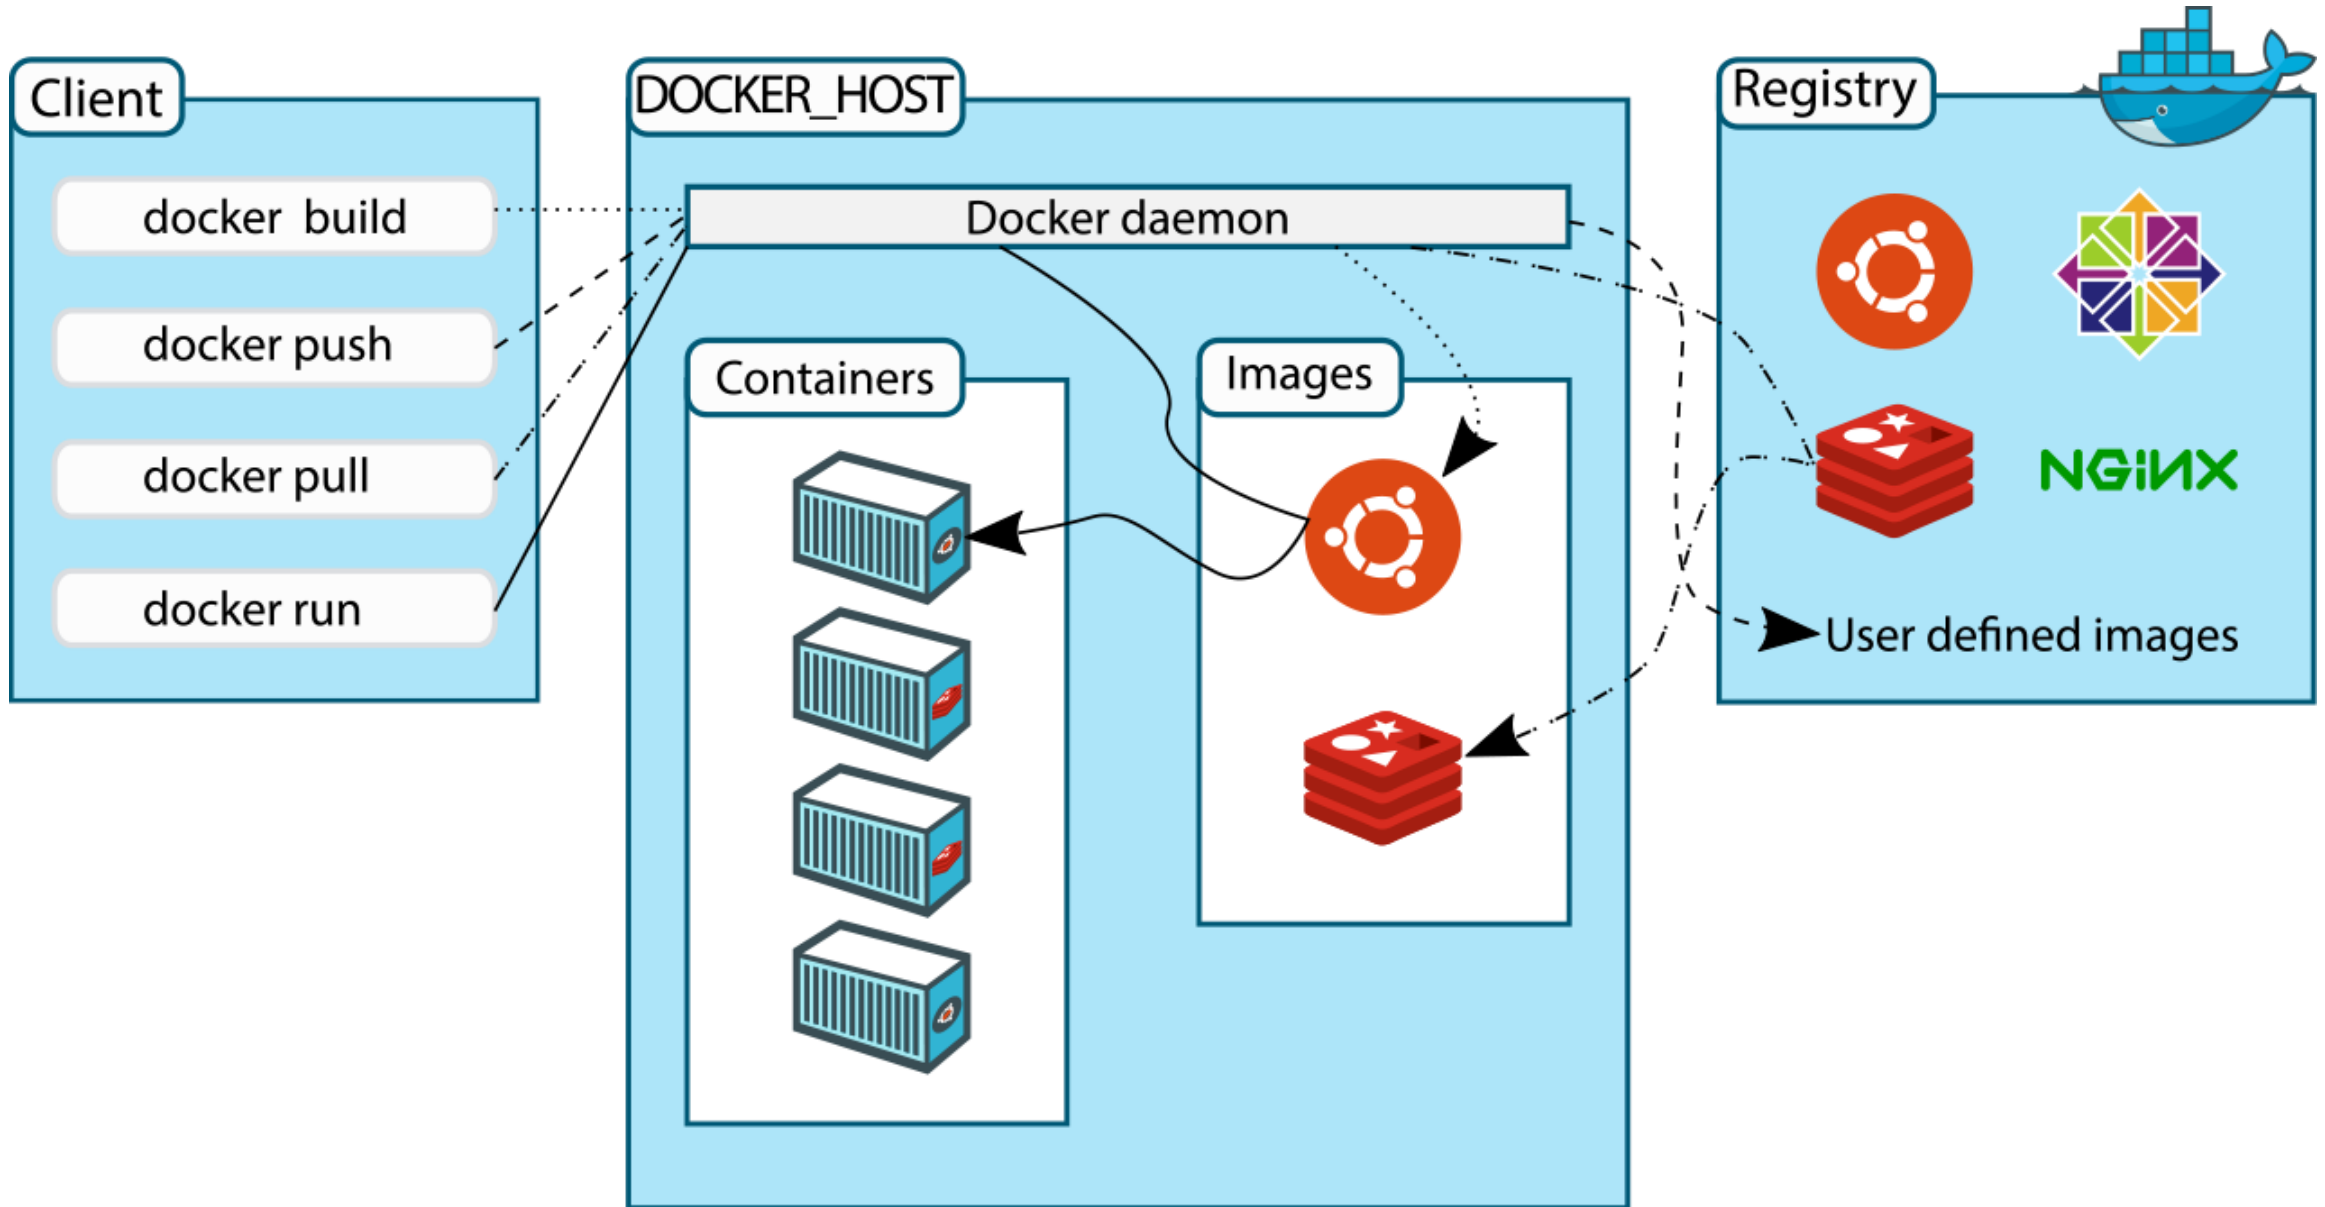 Client
docker  build
docker push
docker pull
docker run
DOCKER_HOST
Docker daemon
Containers
Images
Registry
NGiNX
User defined images